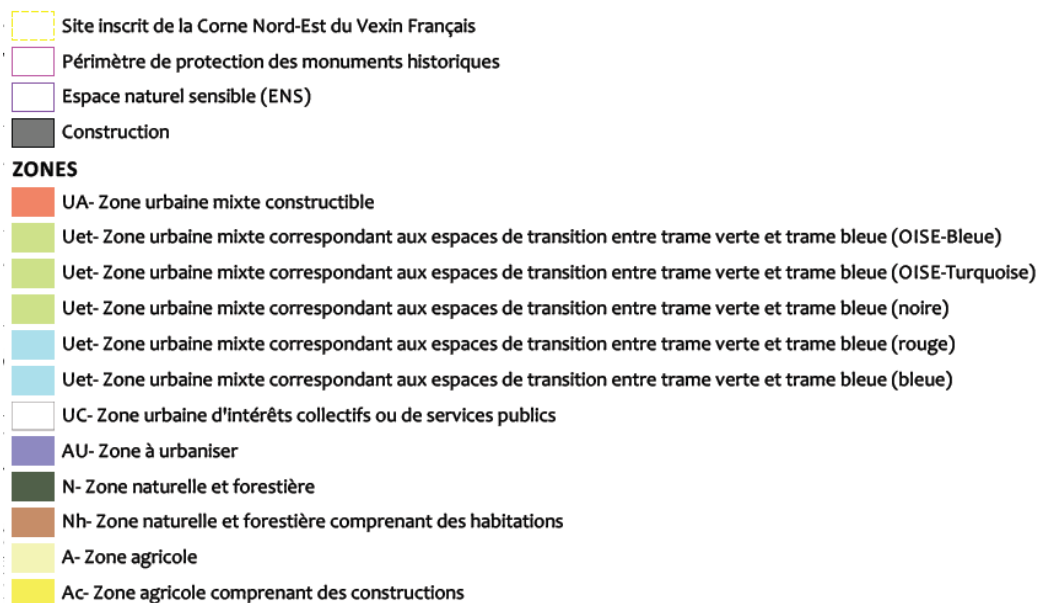 Site inscrit de la Corne Nord-Est du Vexin Français
Périmètre de protection des monuments historiques
Espace naturel sensible (ENS)
Construction
ZONES
UA- Zone urbaine mixte constructible
Uet- Zone urbaine mixte correspondant aux espaces de transition entre trame verte et trame bleue (OISE-Bleue)
Uet- Zone urbaine mixte correspondant aux espaces de transition entre trame verte et trame bleue (OISE-Turquoise)
Uet- Zone urbaine mixte correspondant aux espaces de transition entre trame verte et trame bleue (noire)
Uet- Zone urbaine mixte correspondant aux espaces de transition entre trame verte et trame bleue (rouge)
Uet- Zone urbaine mixte correspondant aux espaces de transition entre trame verte et trame bleue (bleue)
UC- Zone urbaine d'intérêts collectifs ou de services publics
AU- Zone à urbaniser
N- Zone naturelle et forestière
Nh- Zone naturelle et forestière comprenant des habitations
A- Zone agricole
Ac- Zone agricole comprenant des constructions